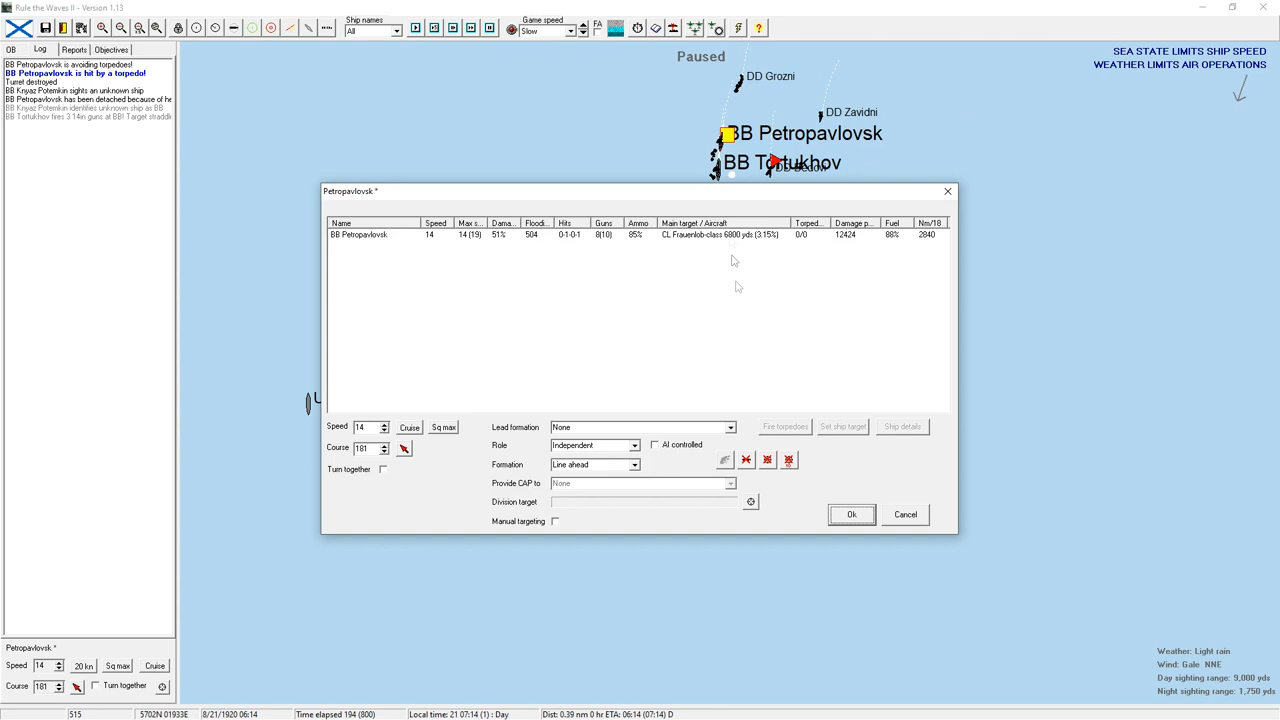 Rule the Waves II - Version 1.13
Ship names
All
Game speed
Slow
FA
OB
Log
Reports
Objectives
BB Petropavlovsk is avoiding torpedoes!
BB Petropavlovsk is hit by a torpedo!
Turret destroyed
BB Knyaz Potemkin sights an unknown ship
BB Petropavlovsk has been detached because of he
BB Knyaz Potemkin identifies unknown ship as BB
BB Tortukhov fires 3 14in guns at BB! Target straddl
Paused
SEA STATE LIMITS SHIP SPEED
WEATHER LIMITS AIR OPERATIONS
DD Grozni
DD Zavidni
BB Petropavlovsk
BB Tortukhov
DD Bedovi
Petropavlovsk *
Name Speed Max s... Dama... Floodi... Hits Guns Ammo Main target / Aircraft Torped... Damage p... Fuel Nm/18
BB Petropavlovsk 14 14 (19) 51% 504 0-1-0-1 8(10) 85% CL Frauenlob-class 6800 yds (3.15%) 0/0 12424 88% 2840
Speed 14 Cruise Sq max
Course 181
Turn together
Lead formation None
Role Independent AI controlled
Formation Line ahead
Provide CAP to None
Division target
Manual targeting
Fire torpedoes Set ship target Ship details
50
Ok Cancel
Petropavlovsk *
Speed 14 20 kn Sq max Cruise
Course 181 Turn together
Weather: Light rain
Wind: Gale NNE
Day sighting range: 9,000 yds
Night sighting range: 1,750 yds
515 5702N 01933E 8/21/1920 06:14 Time elapsed 194 (800) Local time: 21 07:14 (1) : Day Dist: 0.39 nm 0 hr ETA: 06:14 (07:14) D